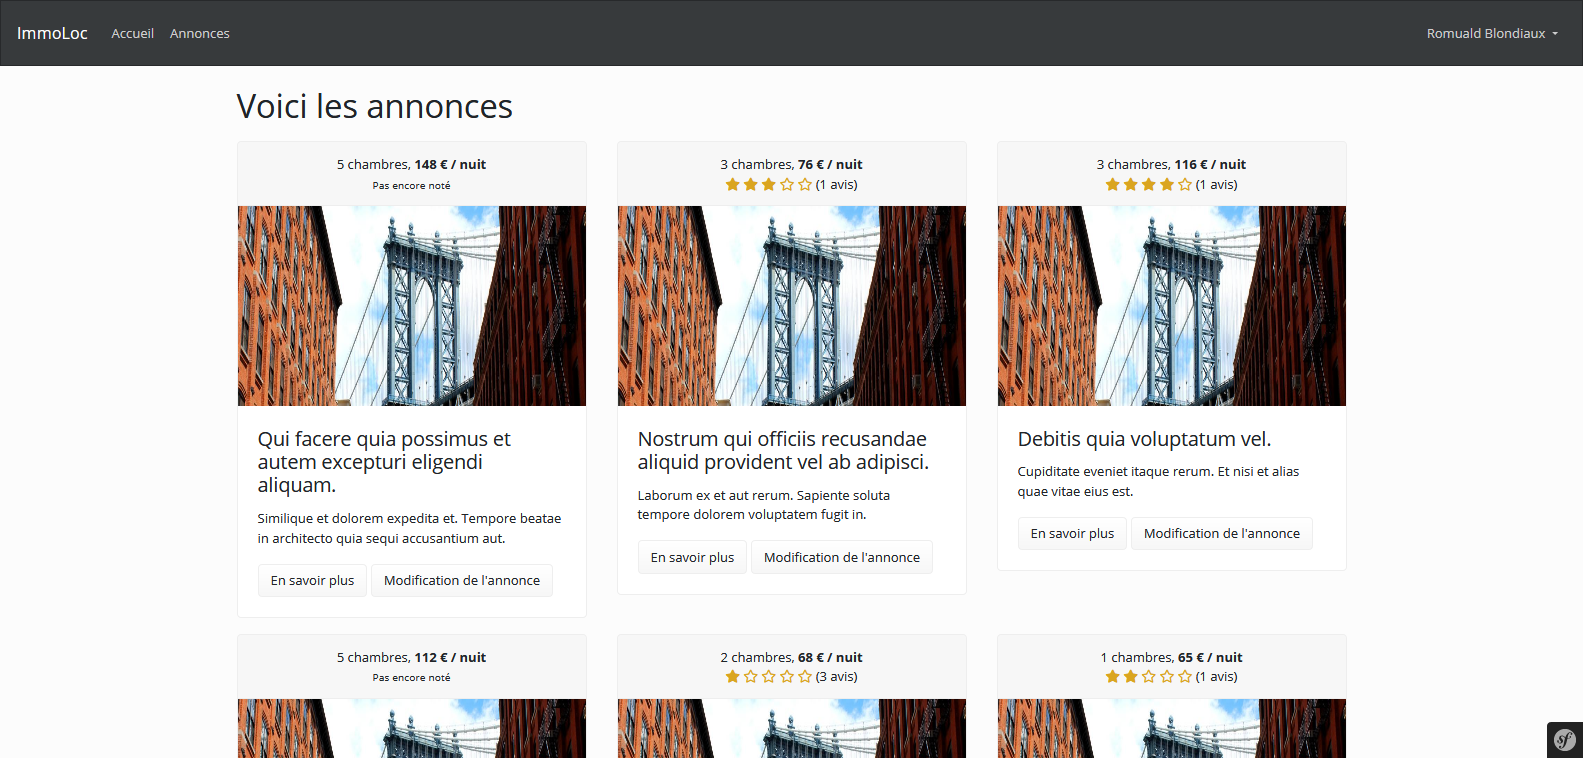 ImmoLoc Accueil Annonces Romuald Blondiaux
Voici les annonces
5 chambres, 148 € / nuit
Pas encore noté
Qui facere quia possimus et
autem excepturi eligendi
aliquam.
Similique et dolorem expedita et. Tempore beatae
in architecto quia sequi accusantium aut.
En savoir plus Modification de l'annonce
3 chambres, 76 € / nuit
(1 avis)
Nostrum qui officiis recusandae
aliquid provident vel ab adipisci.
Laborum ex et aut rerum. Sapiente soluta
tempore dolorem voluptatem fugit in.
En savoir plus Modification de l'annonce
3 chambres, 116 € / nuit
(1 avis)
Debitis quia voluptatum vel.
Cupiditate eveniet itaque rerum. Et nisi et alias
quae vitae eius est.
En savoir plus Modification de l'annonce
5 chambres, 112 € / nuit
Pas encore noté
2 chambres, 68 € / nuit
(3 avis)
1 chambres, 65 € / nuit
(1 avis)
sf